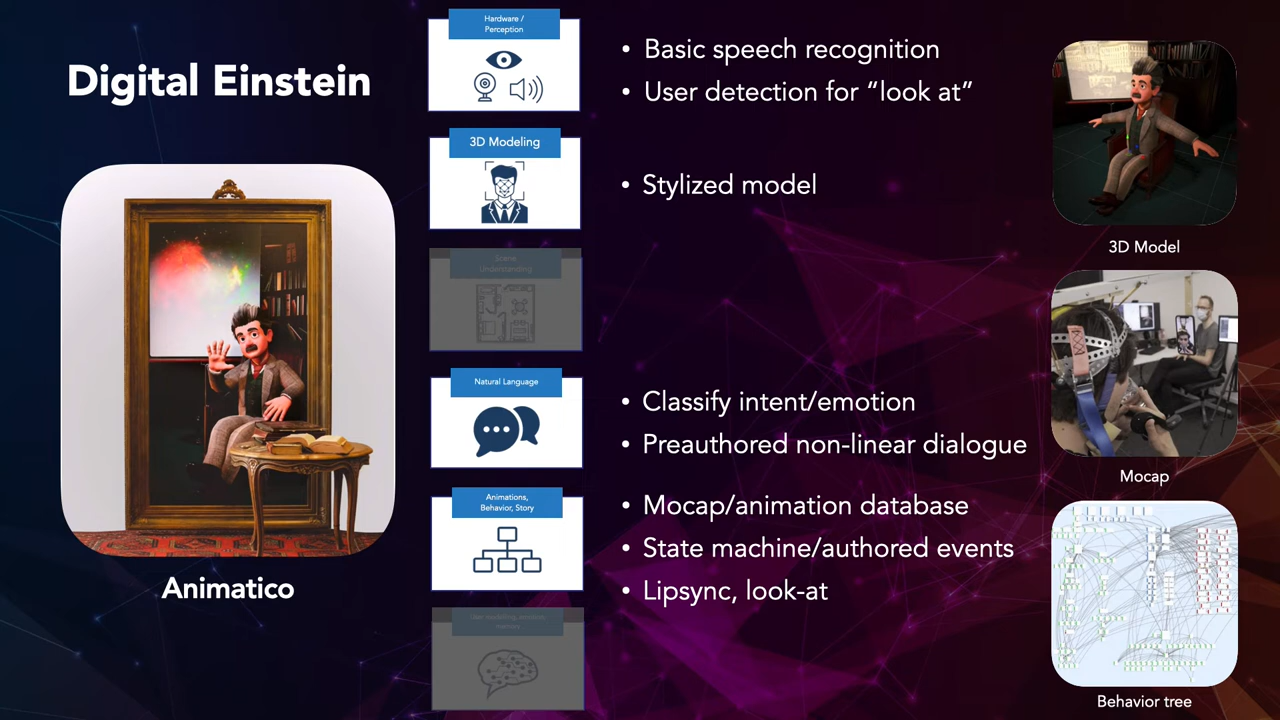 Digital Einstein
Animatico
Hardware /
Perception
3D Modeling
Scene
Understanding
Natural Language
Animations,
Behavior, Story
• Basic speech recognition
• User detection for “look at”
• Stylized model
• Classify intent/emotion
• Preauthored non-linear dialogue
• Mocap/animation database
• State machine/authored events
• Lipsync, look-at
3D Model
Mocap
Behavior tree